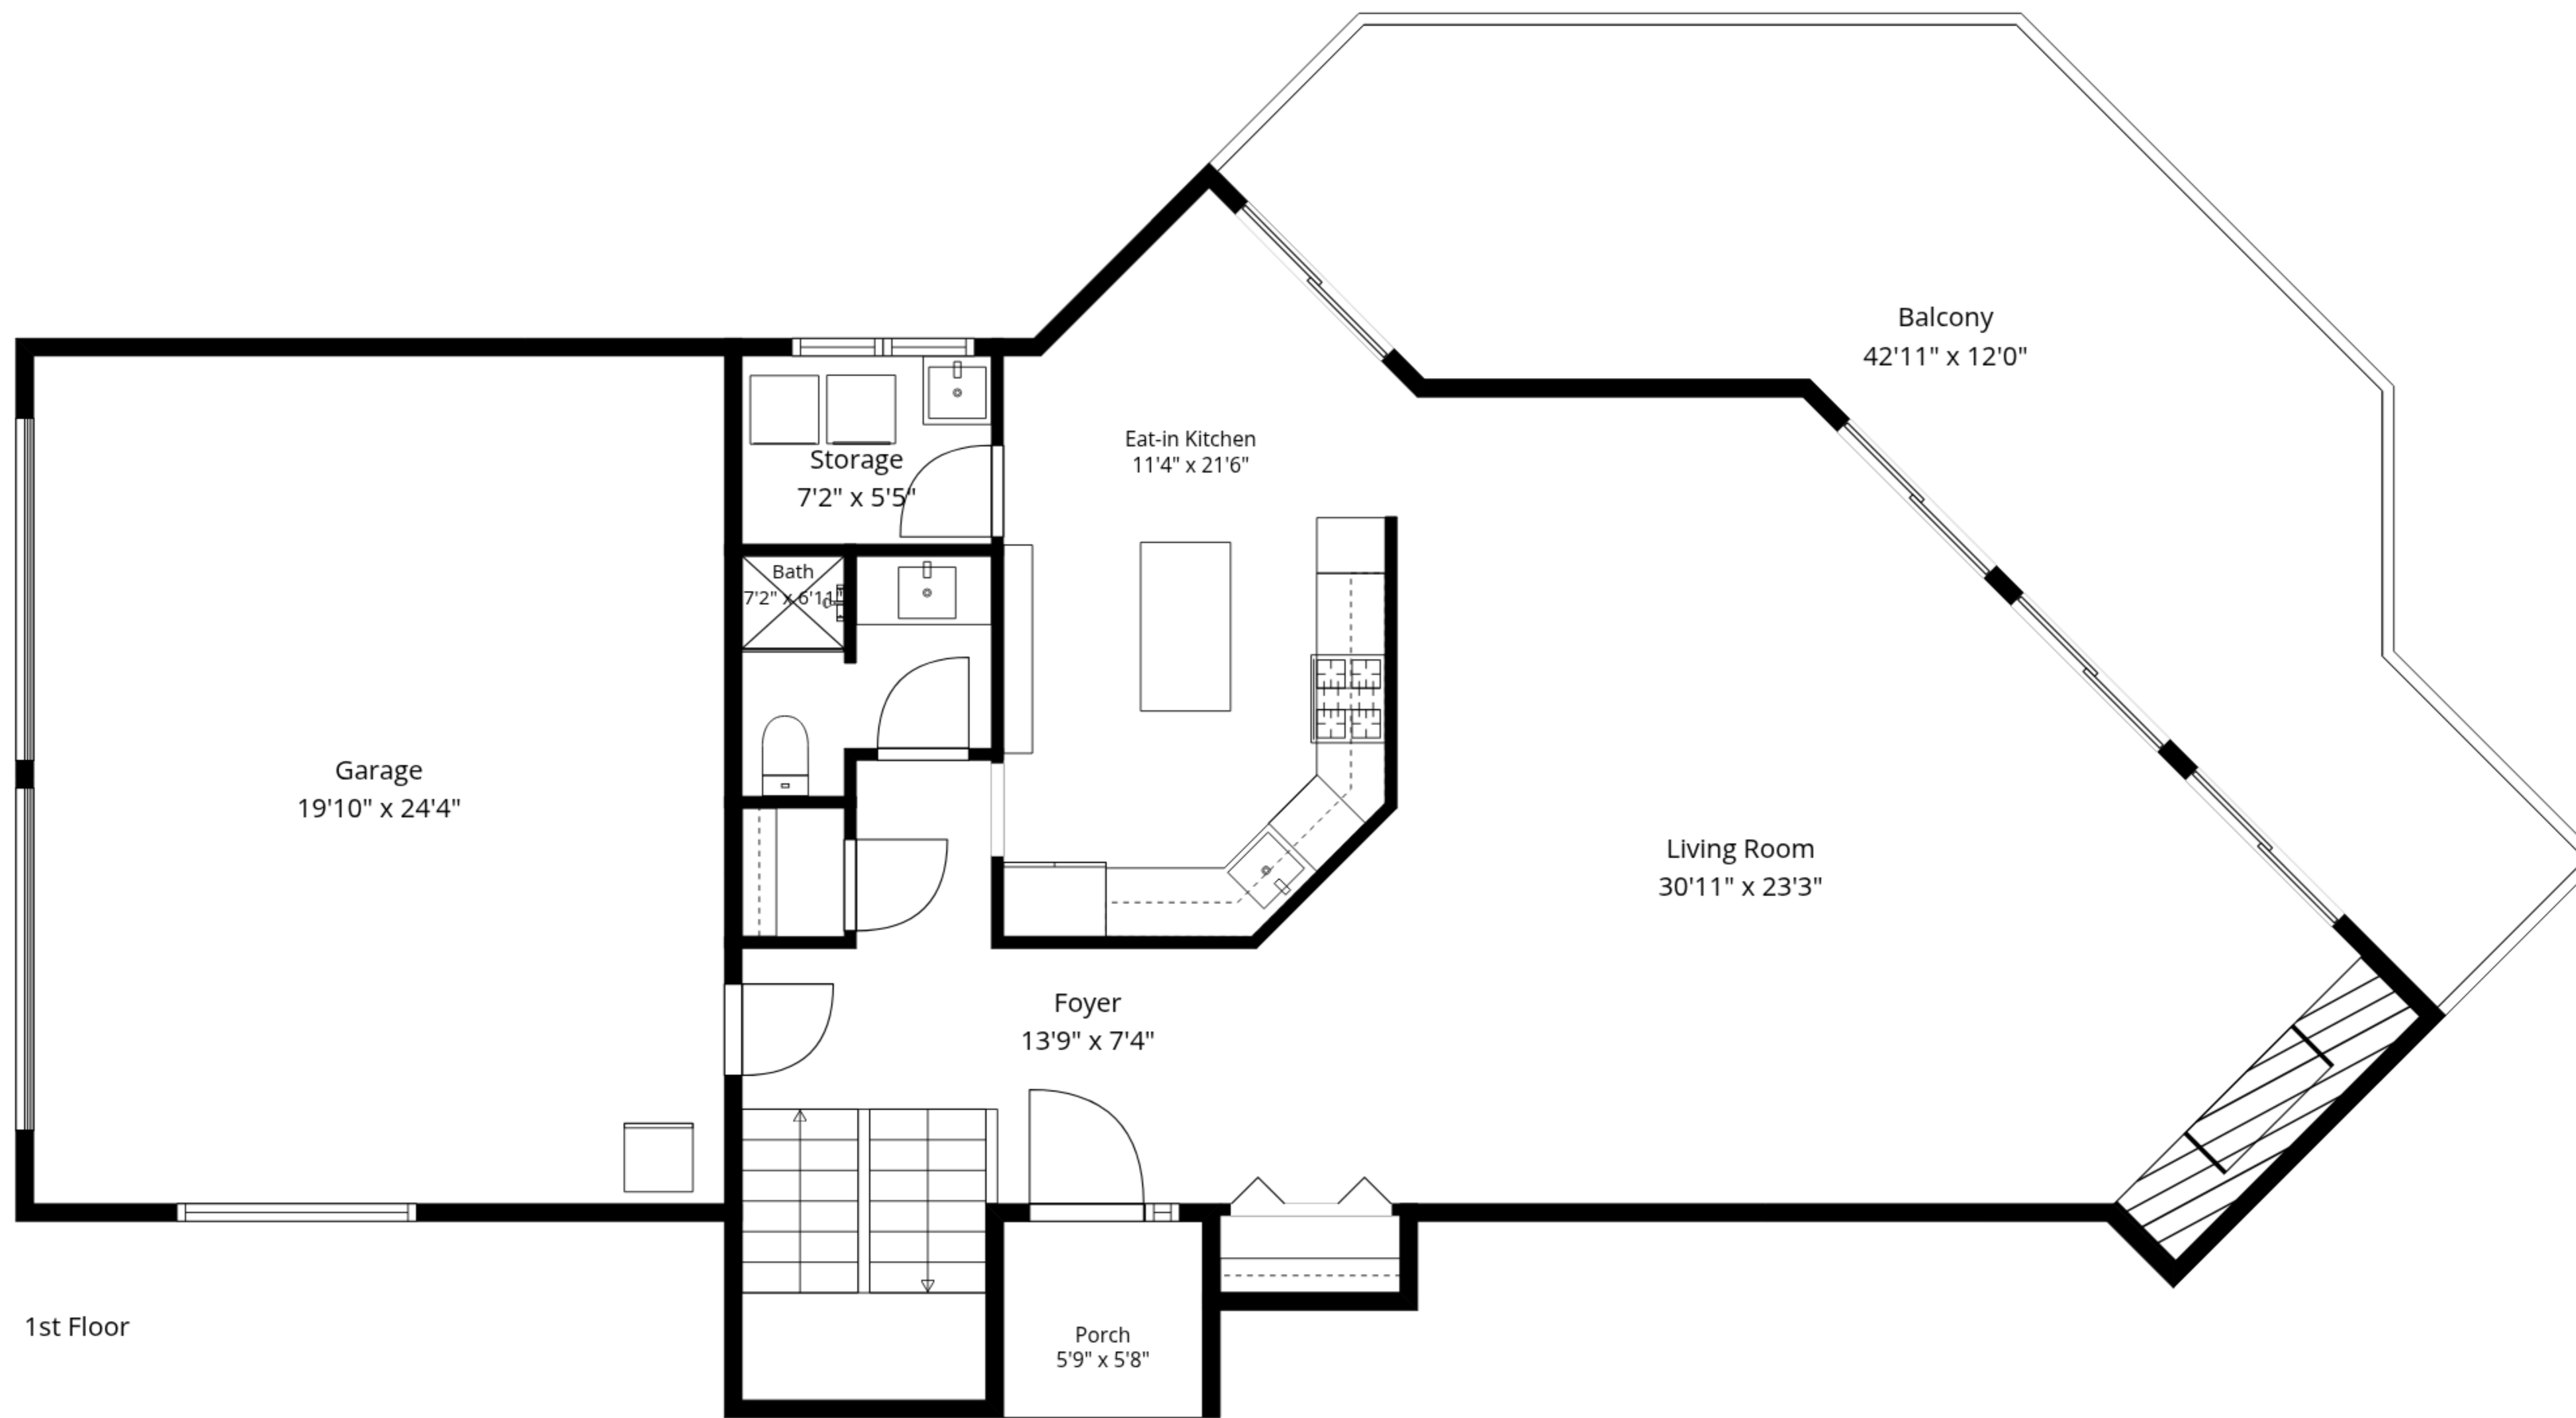 Balcony
42'11" x 12'0"
Eat-in Kitchen
11'4" x 21'6"
Storage
7'2" x 5'5"
Bath
7'2" x 6'11"
Garage
19'10" x 24'4"
Living Room
30'11" x 23'3"
Foyer
13'9" x 7'4"
Porch
5'9" x 5'8"
1st Floor